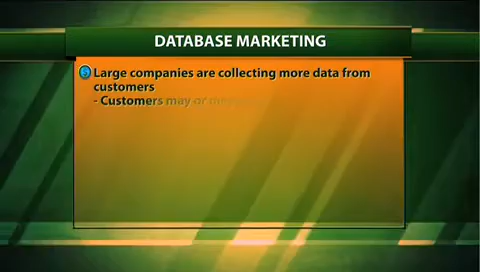 DATABASE MARKETING
Large companies are collecting more data from
customers
- Customers may or